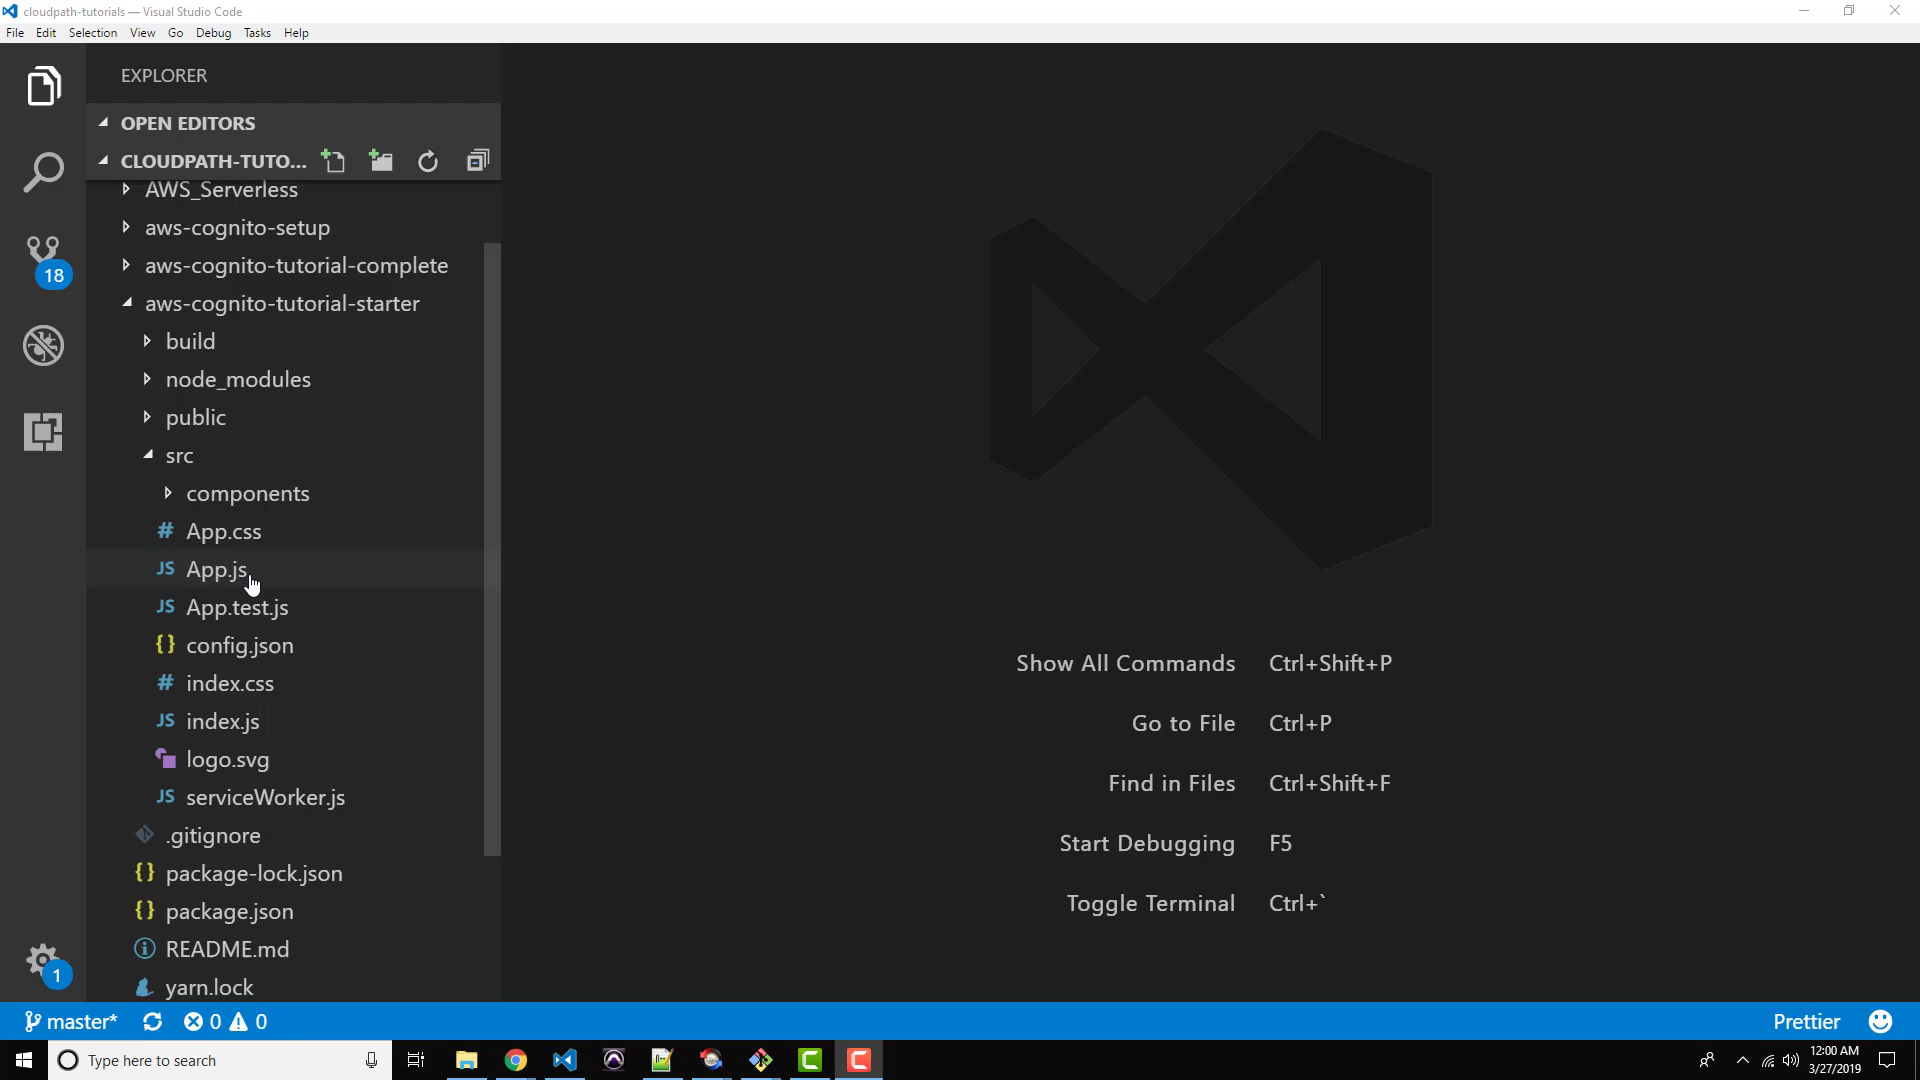 cloudpath-tutorials — Visual Studio Code
File Edit Selection View Go Debug Tasks Help
EXPLORER
OPEN EDITORS
CLOUDPATH-TUTO...
AWS_Serverless
aws-cognito-setup
aws-cognito-tutorial-complete
aws-cognito-tutorial-starter
build
node_modules
public
src
components
# App.css
JS App.js
JS App.test.js
{} config.json
# index.css
JS index.js
logo.svg
JS serviceWorker.js
.gitignore
{} package-lock.json
{} package.json
README.md
yarn.lock
18
1
Show All Commands Ctrl+Shift+P
Go to File Ctrl+P
Find in Files Ctrl+Shift+F
Start Debugging F5
Toggle Terminal Ctrl+`
master* 0 0 Prettier
Type here to search
12:00 AM
3/27/2019